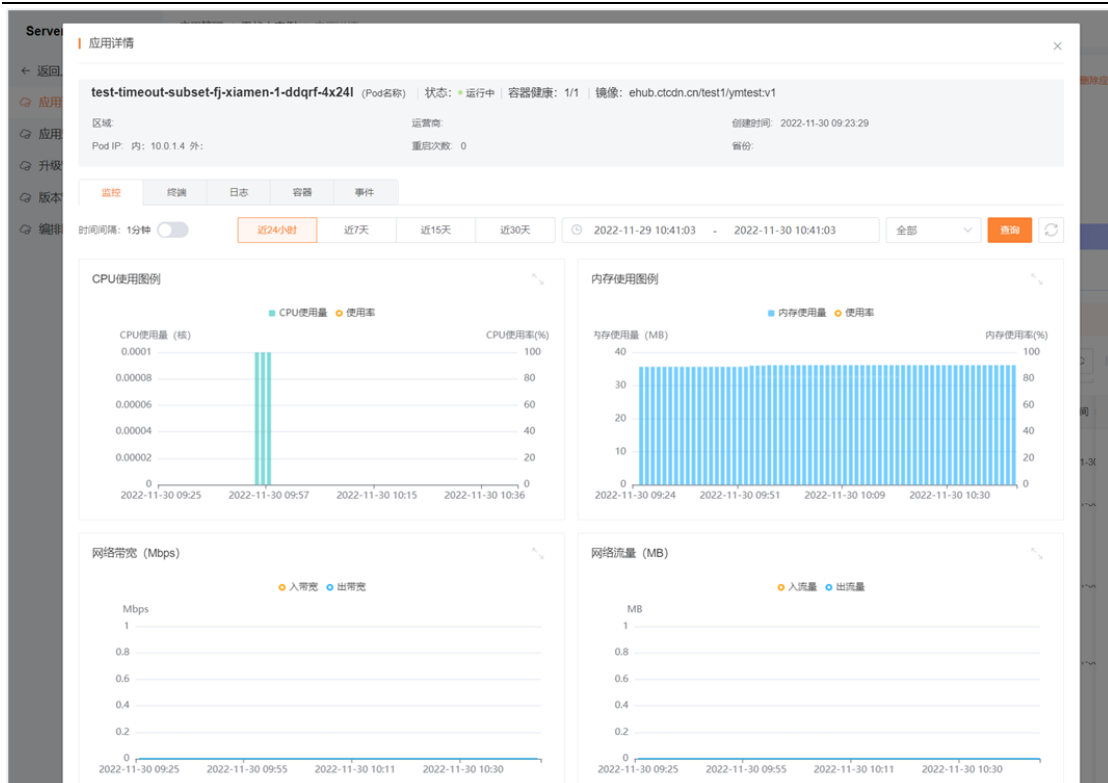 Server
应用详情
← 返回
删除应
test-timeout-subset-fj-xiamen-1-ddqrf-4x24l (Pod名称) 状态: 运行中 容器健康: 1/1 镜像: ehub.ctcdn.cn/test1/ymtest:v1
应用
区域: 运营商: 创建时间: 2022-11-30 09:23:29
应用
Pod IP: 内: 10.0.1.4 外: 重启次数: 0 省份:
升级
版本
监控 终端 日志 容器 事件
编排
时间间隔: 1分钟 近24小时 近7天 近15天 近30天 2022-11-29 10:41:03 - 2022-11-30 10:41:03 全部 查询
CPU使用图例 内存使用图例
CPU使用量 使用率 内存使用量 使用率
CPU使用量 (核) CPU使用率(%) 内存使用量 (MB) 内存使用率(%)
0.0001 100 40 100
0.00008 80 30 80
0.00006 60 20 60
0.00004 40 10 40
0.00002 20 20
0 0 0 0
2022-11-30 09:25 2022-11-30 09:57 2022-11-30 10:15 2022-11-30 10:36 2022-11-30 09:24 2022-11-30 09:51 2022-11-30 10:09 2022-11-30 10:30
间
网络带宽 (Mbps) 网络流量 (MB)
入带宽 出带宽 入流量 出流量
Mbps MB
1 1
0.8 0.8
0.6 0.6
0.4 0.4
0.2 0.2
0 0
2022-11-30 09:25 2022-11-30 09:55 2022-11-30 10:11 2022-11-30 10:30 2022-11-30 09:25 2022-11-30 09:55 2022-11-30 10:11 2022-11-30 10:30